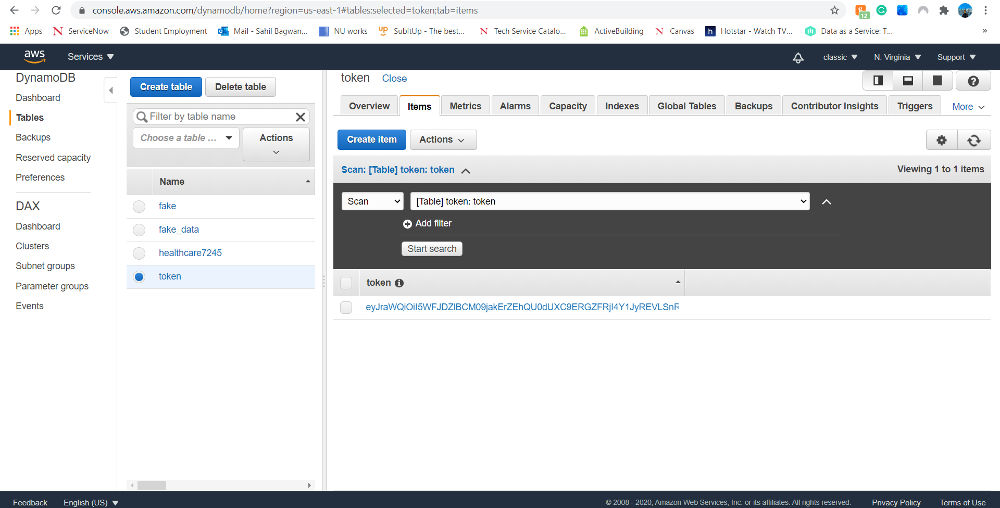 console.aws.amazon.com/dynamodb/home?region=us-east-1#tables:selected=token;tab=items
12
Apps ServiceNow Student Employment Mail - Sahil Bagwan... NU works SubItUp - The best... Tech Service Catalo... ActiveBuilding Canvas Hotstar - Watch TV... Data as a Service: T... »
aws Services classic N. Virginia Support
DynamoDB
Dashboard
Tables
Backups
Reserved capacity
Preferences
DAX
Dashboard
Clusters
Subnet groups
Parameter groups
Events
Create table Delete table
Filter by table name
Choose a table ... Actions
Name
fake
fake_data
healthcare7245
token
token Close
Overview Items Metrics Alarms Capacity Indexes Global Tables Backups Contributor Insights Triggers More
Create item Actions
Scan: [Table] token: token Viewing 1 to 1 items
Scan [Table] token: token
Add filter
Start search
token
Feedback English (US) © 2008 - 2020, Amazon Web Services, Inc. or its affiliates. All rights reserved. Privacy Policy Terms of Use